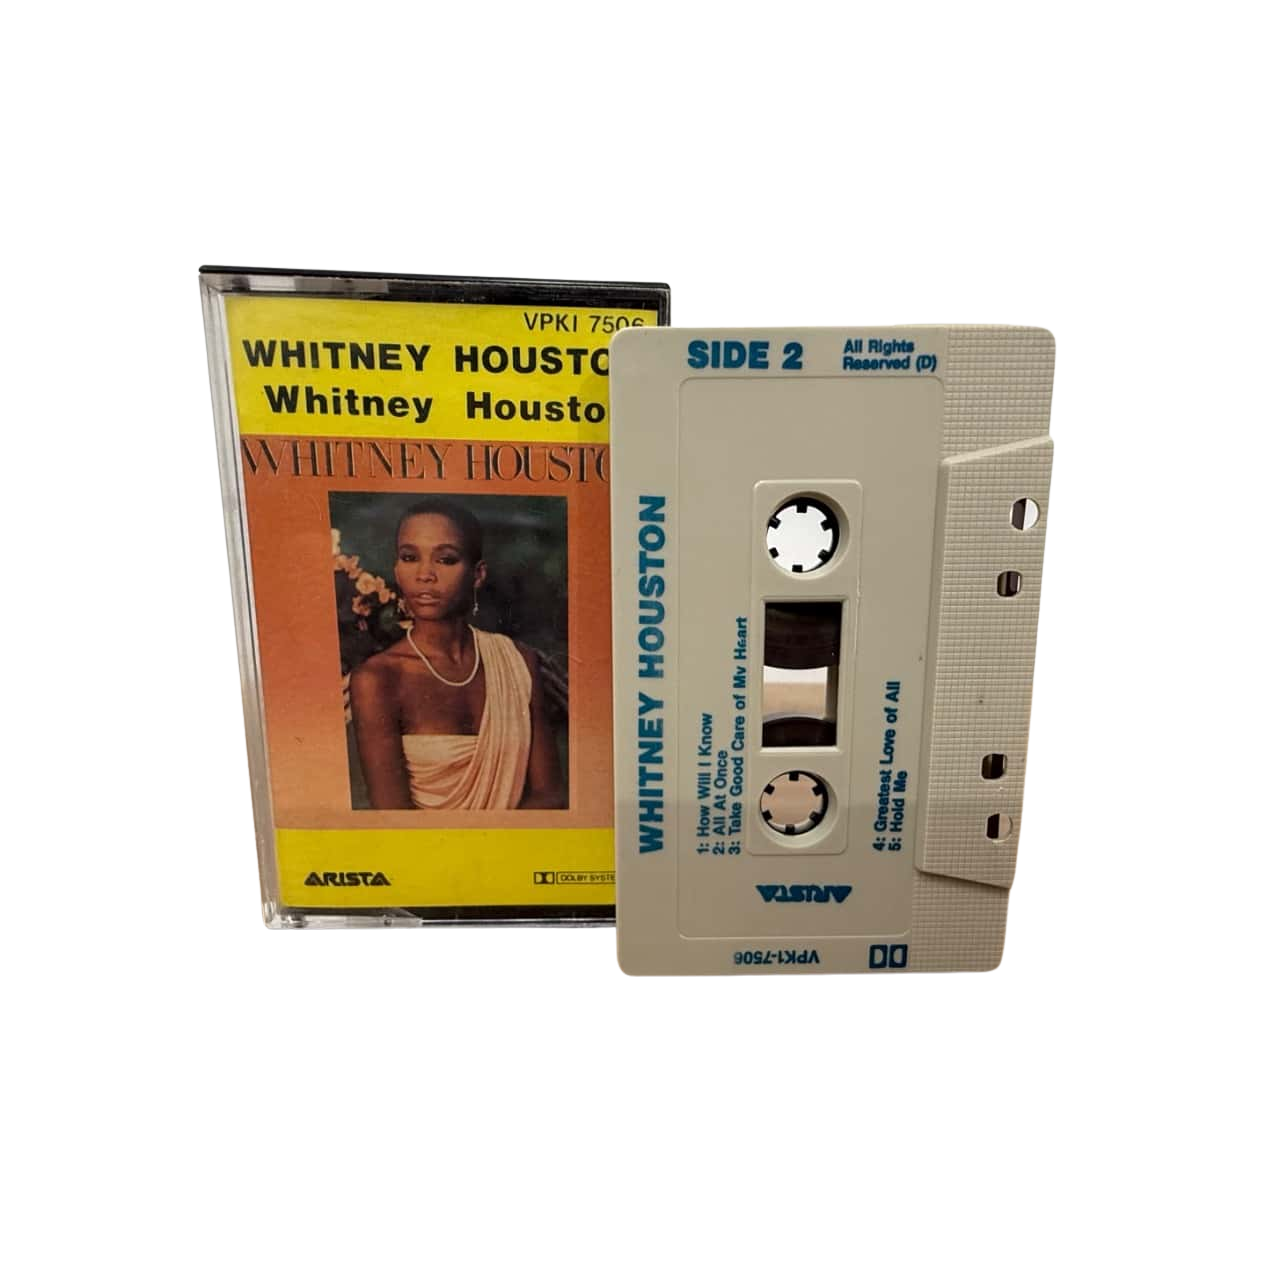 VPKI 7506
WHITNEY HOUSTO
Whitney Housto
WHITNEY HOUSTO
ARISTA
DOLBY SYSTE
SIDE 2
All Rights
Reserved (D)
WHITNEY HOUSTON
1: How Will I Know
2: All At Once
3: Take Good Care of My Heart
4: Greatest Love of All
5: Hold Me
ARISTA
VPK1-7506